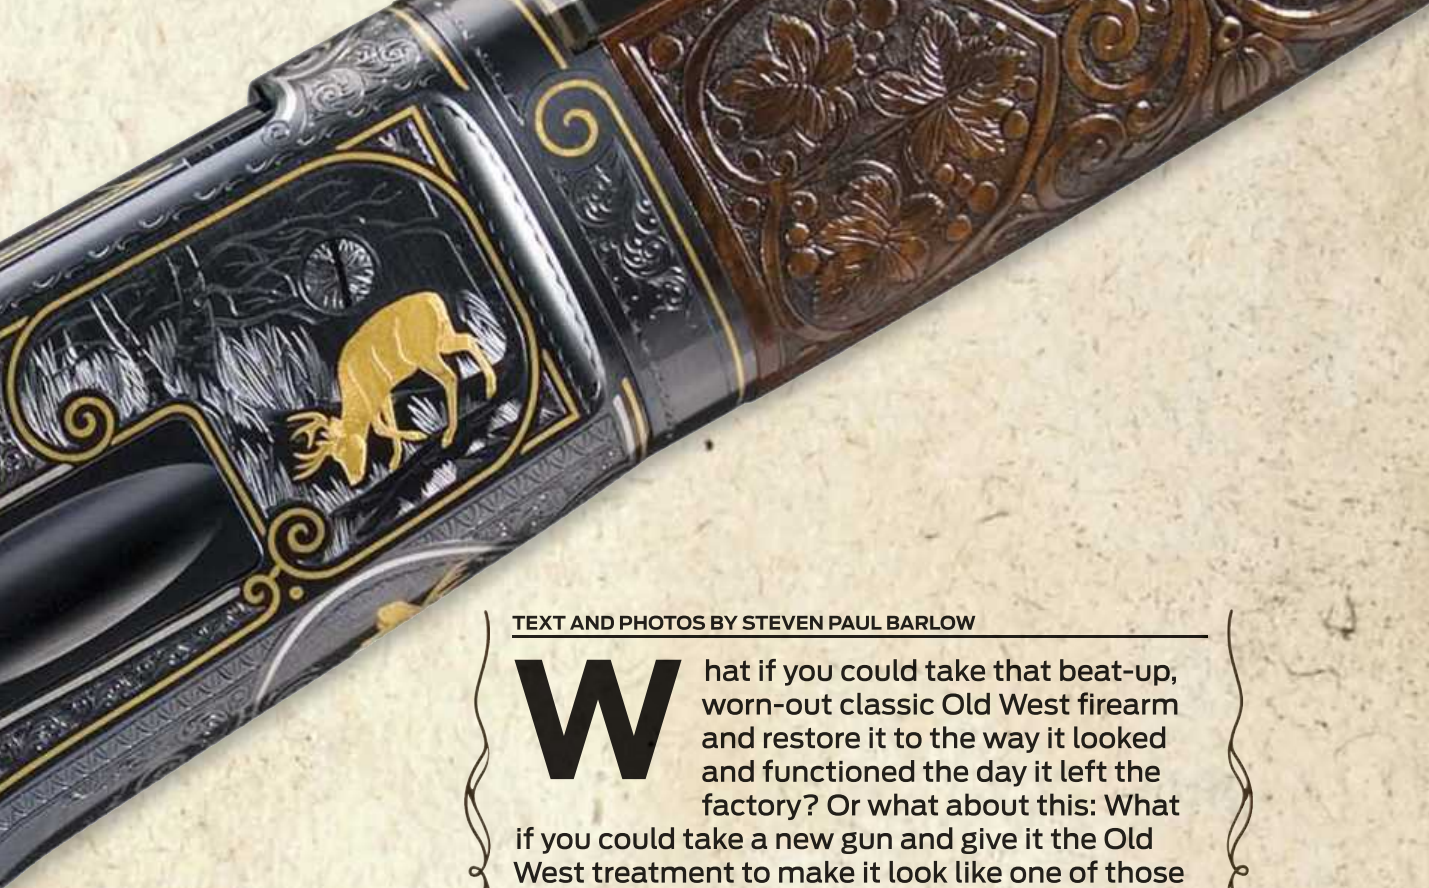 TEXT AND PHOTOS BY STEVEN PAUL BARLOW
What if you could take that beat-up,
worn-out classic Old West firearm
and restore it to the way it looked
and functioned the day it left the
factory? Or what about this: What
if you could take a new gun and give it the Old
West treatment to make it look like one of those